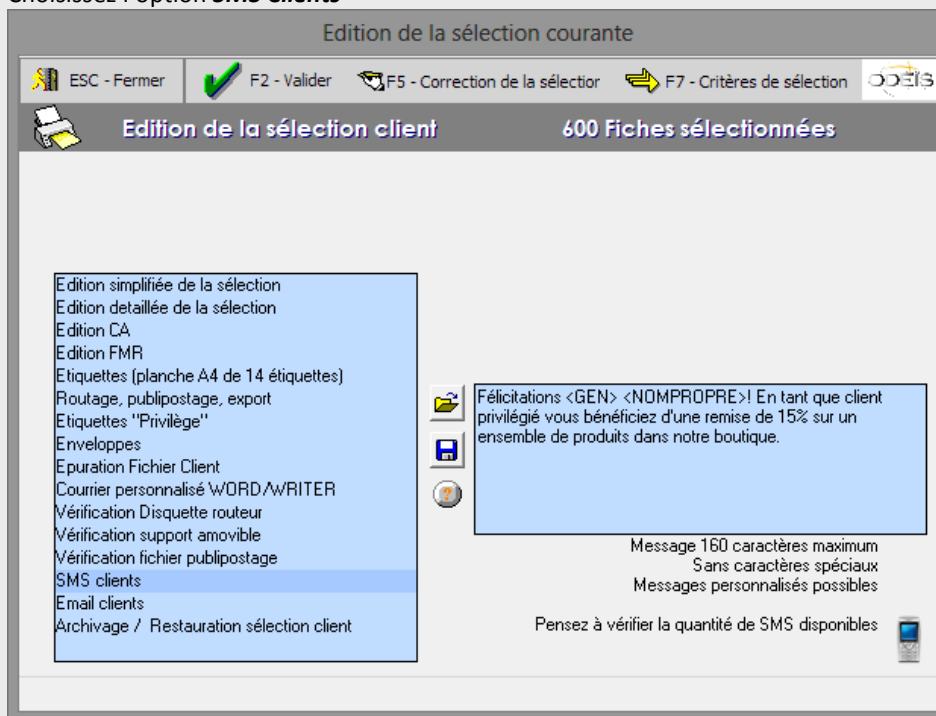 Choisissez l'option SMS Clients
Edition de la sélection courante
ESC - Fermer
F2 - Valider
F5 - Correction de la sélection
F7 - Critères de sélection
Edition de la sélection client
600 Fiches sélectionnées
Edition simplifiée de la sélection
Edition detaillée de la sélection
Edition CA
Edition FMR
Etiquettes (planche A4 de 14 étiquettes)
Routage, publipostage, export
Etiquettes "Privilège"
Enveloppes
Epuration Fichier Client
Courrier personnalisé WORD/WRITER
Vérification Disquette routeur
Vérification support amovible
Vérification fichier publipostage
SMS clients
Email clients
Archivage / Restauration sélection client
Félicitations <GEN> <NOMPROPRE>! En tant que client
privilégié vous bénéficiez d'une remise de 15% sur un
ensemble de produits dans notre boutique.
Message 160 caractères maximum
Sans caractères spéciaux
Messages personnalisés possibles
Pensez à vérifier la quantité de SMS disponibles